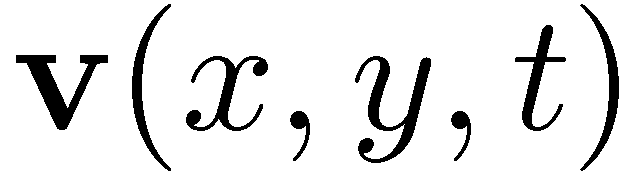 v(x, y, t)